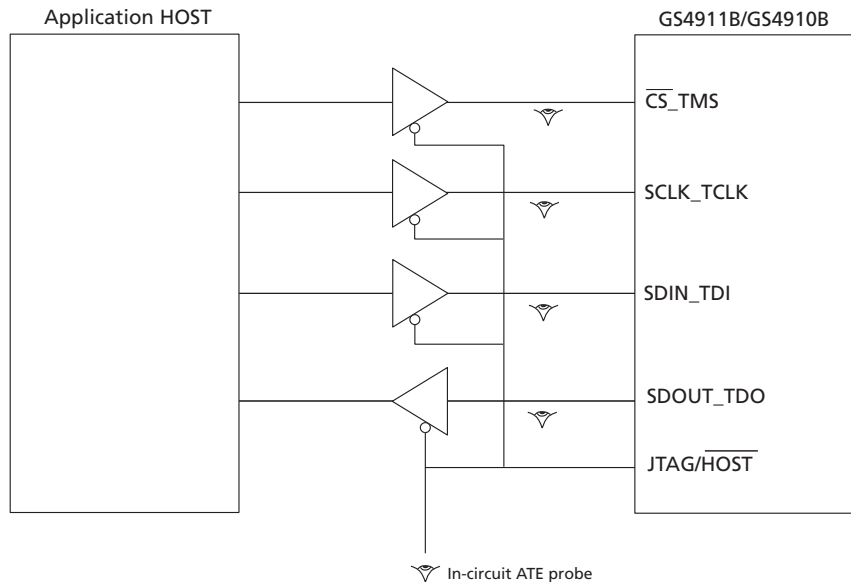 Application HOST
GS4911B/GS4910B
CS_TMS
SCLK_TCLK
SDIN_TDI
SDOUT_TDO
JTAG/HOST
In-circuit ATE probe